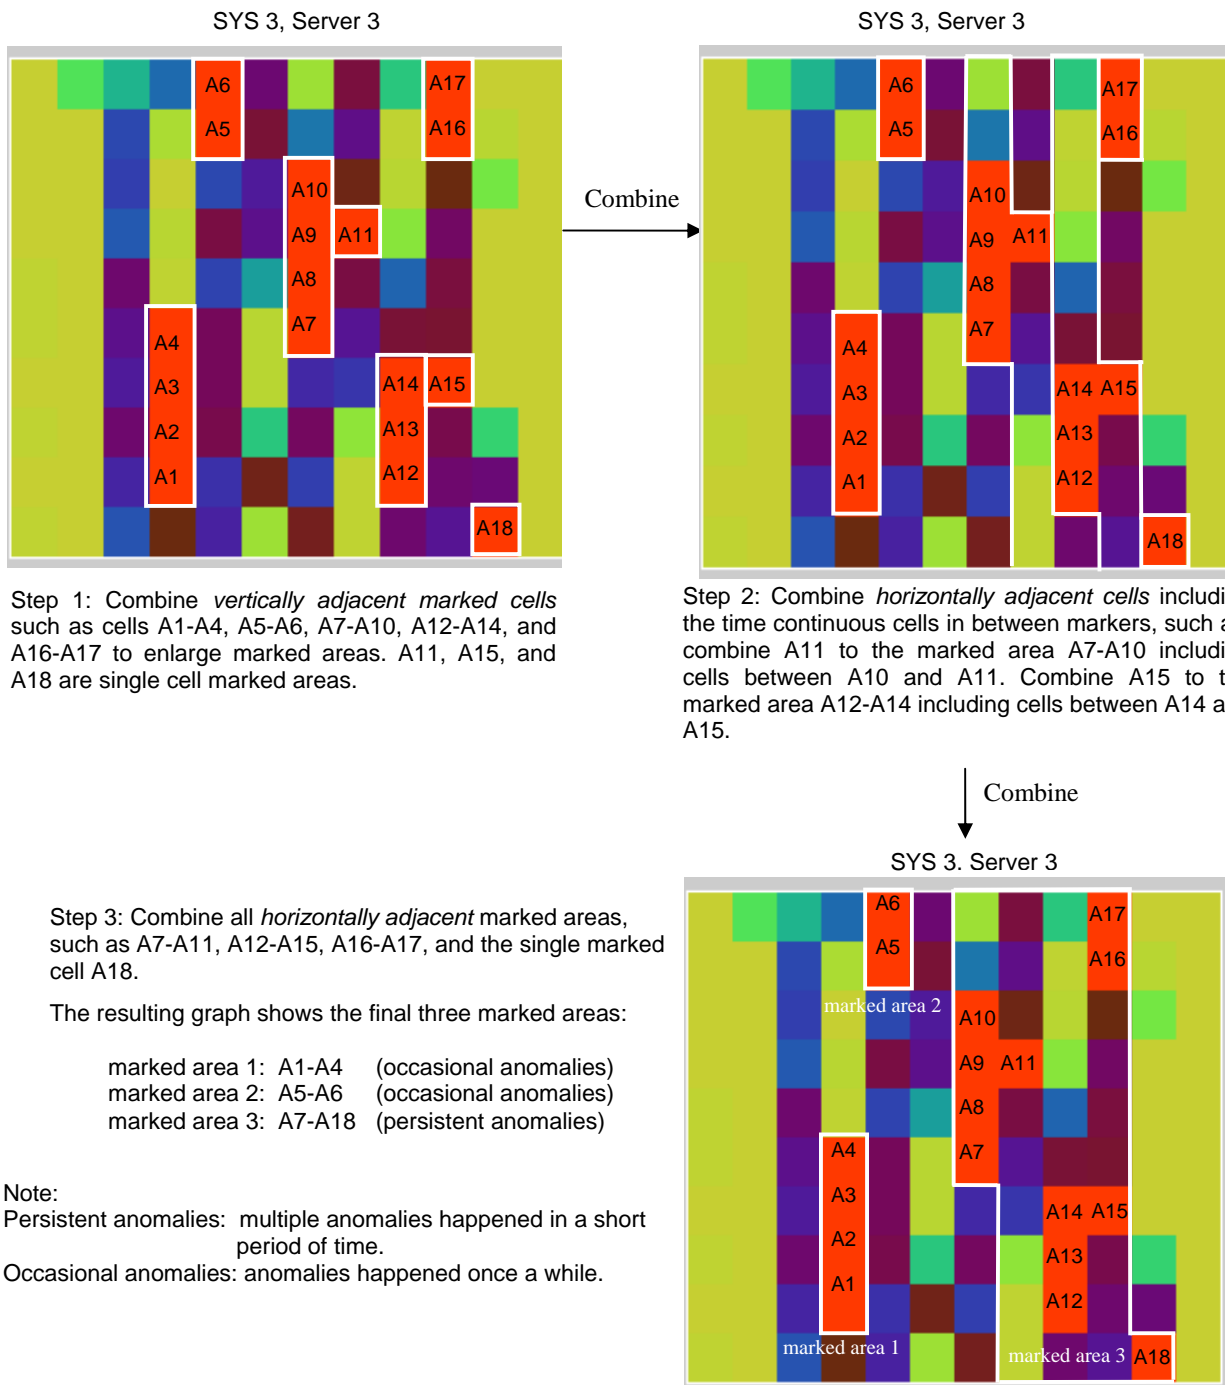 SYS 3, Server 3
A6
A17
A5
A16
A10
A9
A11
A8
A7
A4
A3
A14
A15
A2
A13
A1
A12
A18
Step 1: Combine vertically adjacent marked cells
such as cells A1-A4, A5-A6, A7-A10, A12-A14, and
A16-A17 to enlarge marked areas. A11, A15, and
A18 are single cell marked areas.
Combine
SYS 3, Server 3
A6
A17
A5
A16
A10
A9
A11
A8
A7
A4
A3
A14
A15
A2
A13
A1
A12
A18
Step 2: Combine horizontally adjacent cells includi
the time continuous cells in between markers, such a
combine A11 to the marked area A7-A10 includi
cells between A10 and A11. Combine A15 to t
marked area A12-A14 including cells between A14 a
A15.
Combine
SYS 3. Server 3
A6
A17
A5
A16
marked area 2
A10
A9
A11
A8
A4
A7
A3
A14
A15
A2
A13
A1
A12
marked area 1
marked area 3
A18
Step 3: Combine all horizontally adjacent marked areas,
such as A7-A11, A12-A15, A16-A17, and the single marked
cell A18.
The resulting graph shows the final three marked areas:
marked area 1: A1-A4 (occasional anomalies)
marked area 2: A5-A6 (occasional anomalies)
marked area 3: A7-A18 (persistent anomalies)
Note:
Persistent anomalies: multiple anomalies happened in a short
period of time.
Occasional anomalies: anomalies happened once a while.